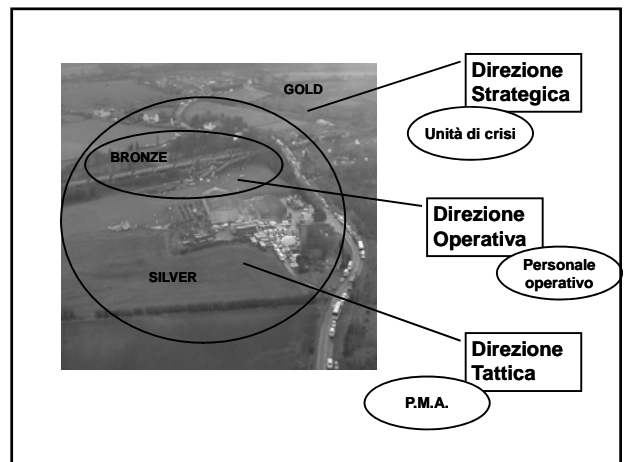 GOLD
Direzione
Strategica
Unità di crisi
BRONZE
Direzione
Operativa
Personale
operativo
SILVER
Direzione
Tattica
P.M.A.